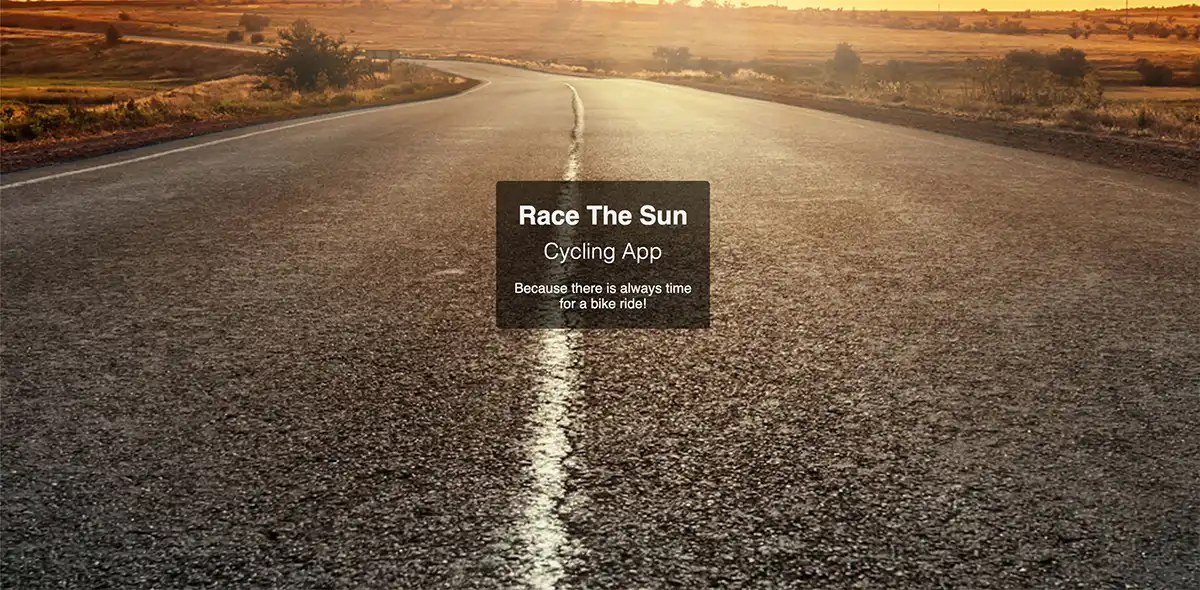 Race The Sun
Cycling App
Because there is always time
for a bike ride!